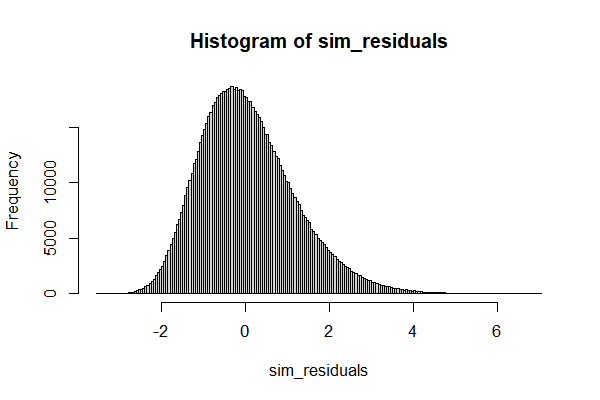 Histogram of sim_residuals
Frequency
10000
5000
0
-2 0 2 4 6
sim_residuals